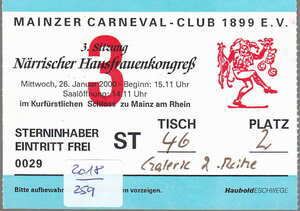 MAINZER CARNEVAL-CLUB 1899 E.V.
3. Sitzung
3
Närrischer Hausfrauenkongreß
Mittwoch, 26. Januar 2000 - Beginn: 15.11 Uhr
Saalöffnung: 14.11 Uhr
im Kurfürstlichen Schloss zu Mainz am Rhein
STERNINHABER
EINTRITT FREI
ST
TISCH
46
PLATZ
2
0029
2018
259
Galerie 2. Reihe
Bitte aufbewahren vorzeigen.
Haubold ESCHWEGE